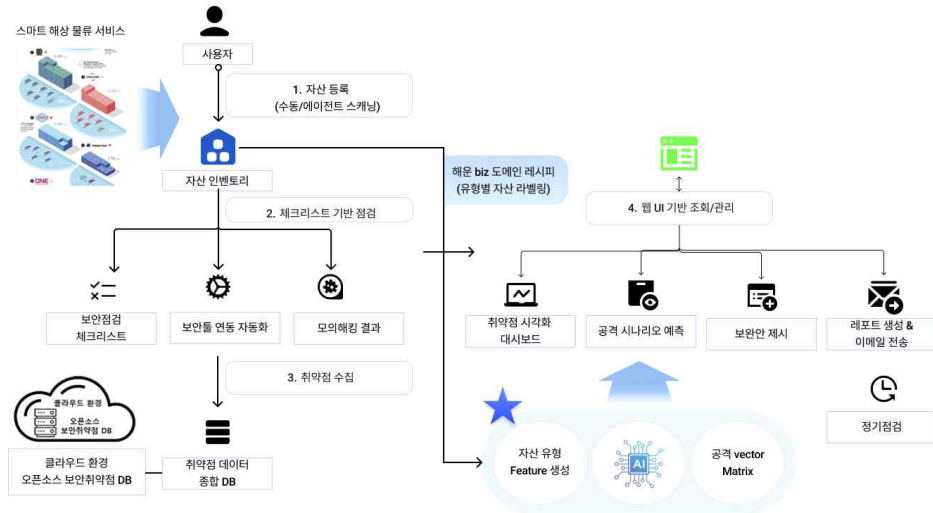 스마트 해상 물류 서비스
사용자
1. 자산 등록
(수동/에이전트 스캐닝)
자산 인벤토리
해운 biz 도메인 레시피
(유형별 자산 라벨링)
2. 체크리스트 기반 점검
4. 웹 UI 기반 조회/관리
보안점검
체크리스트
보안툴 연동 자동화
모의해킹 결과
취약점 시각화
대시보드
공격 시나리오 예측
보완안 제시
레포트 생성 &
이메일 전송
3. 취약점 수집
정기점검
클라우드 환경
오픈소스
보안취약점 DB
클라우드 환경
오픈소스 보안취약점 DB
취약점 데이터
종합 DB
자산 유형
Feature 생성
AI
공격 vector
Matrix
ONE